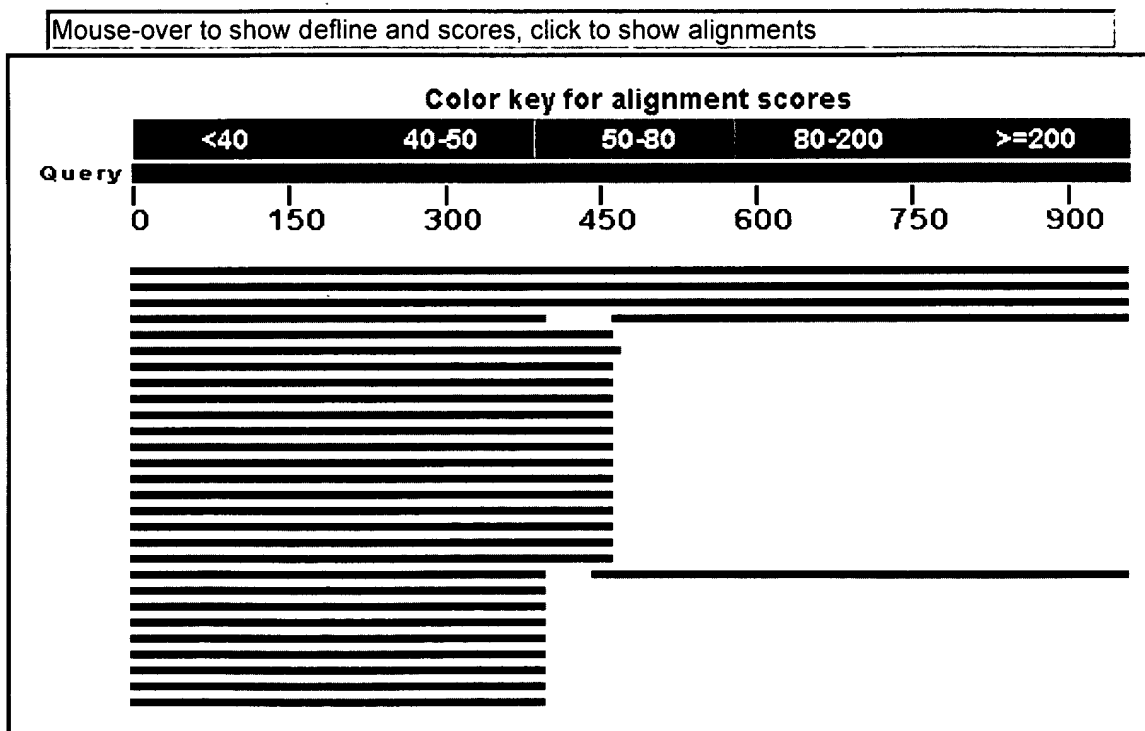 Mouse-over to show defline and scores, click to show alignments
Color key for alignment scores
<40 40-50 50-80 80-200 >=200
Query
0 150 300 450 600 750 900